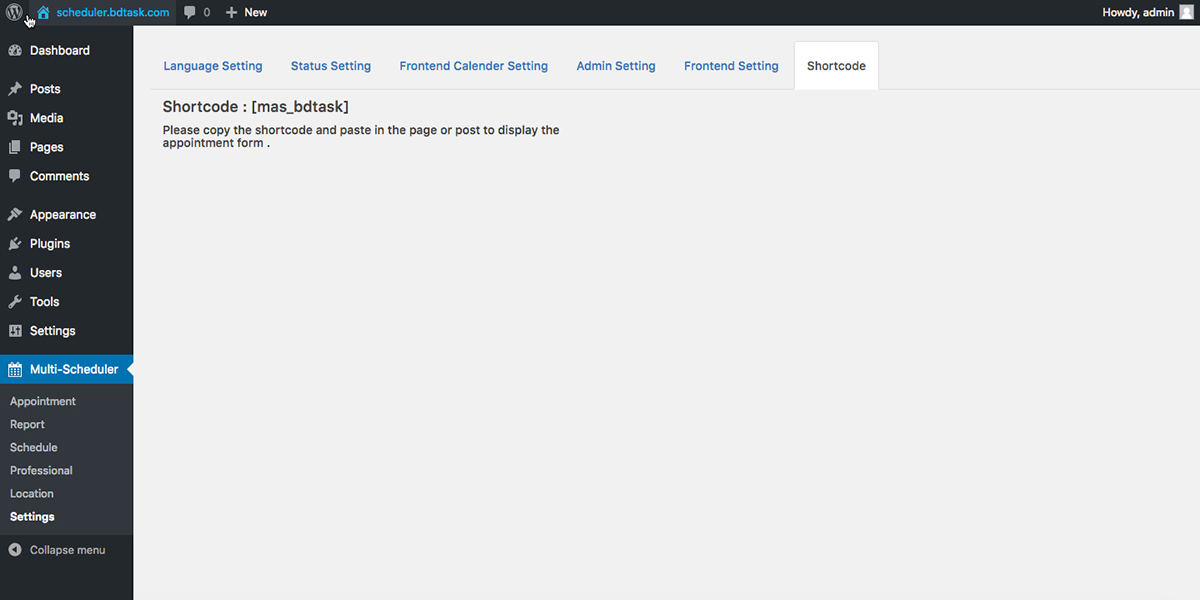 scheduler.bdtask.com 0 New Howdy, admin
Dashboard
Posts
Media
Pages
Comments
Appearance
Plugins
Users
Tools
Settings
Multi-Scheduler
Appointment
Report
Schedule
Professional
Location
Settings
Collapse menu
Language Setting Status Setting Frontend Calender Setting Admin Setting Frontend Setting Shortcode
Shortcode : [mas_bdtask]
Please copy the shortcode and paste in the page or post to display the
appointment form .